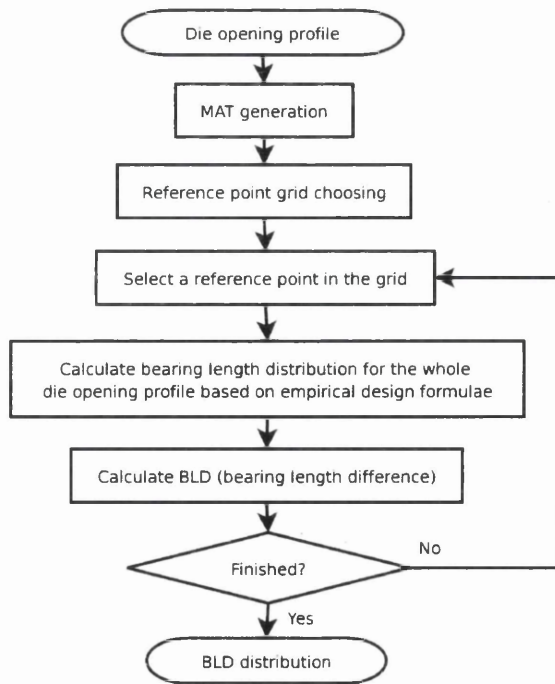 Die opening profile
MAT generation
Reference point grid choosing
Select a reference point in the grid
Calculate bearing length distribution for the whole
die opening profile based on empirical design formulae
Calculate BLD (bearing length difference)
Finished?
No
Yes
BLD distribution